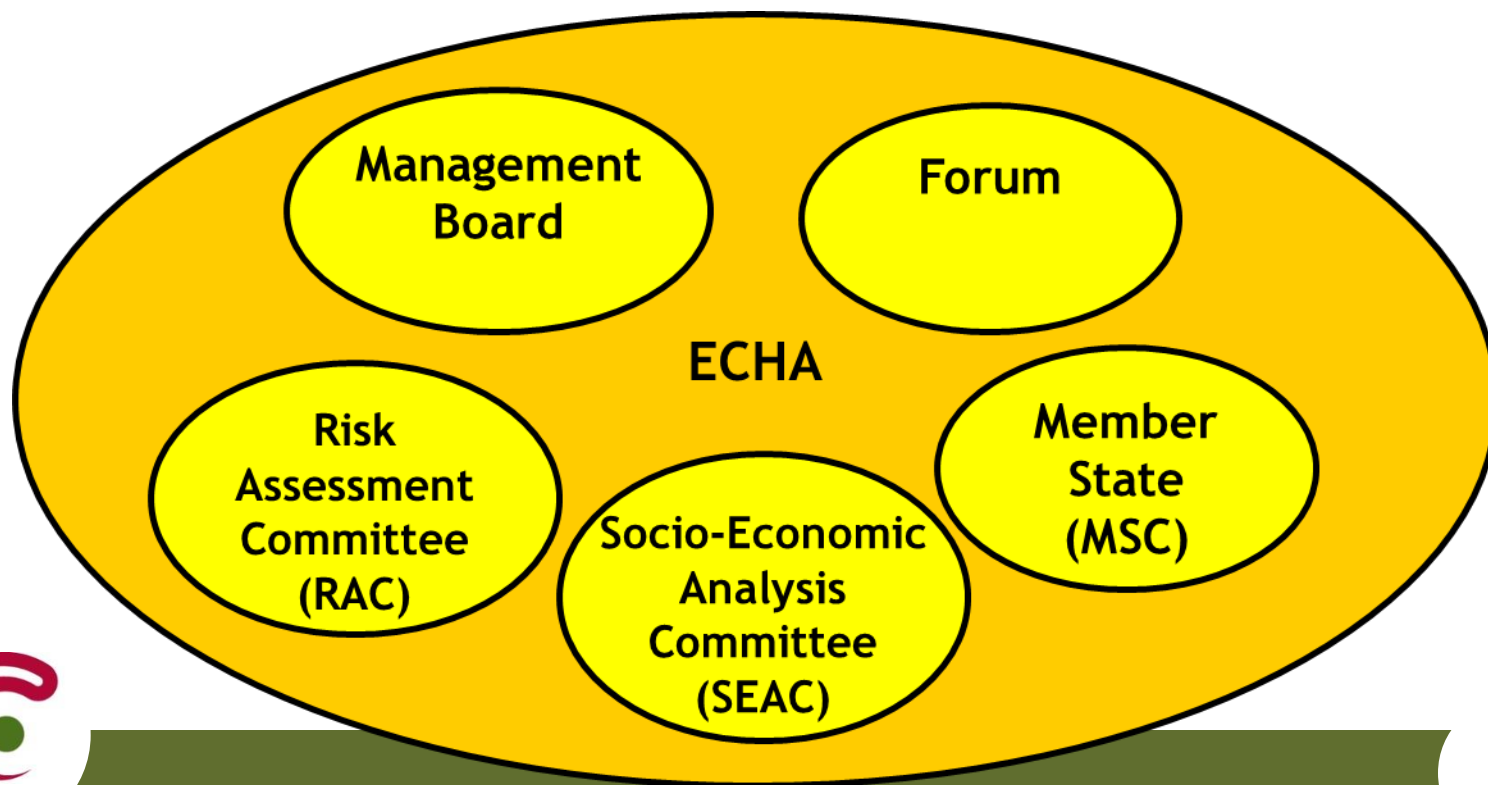 Management
Board
Forum
ECHA
Risk
Assessment
Committee
(RAC)
Socio-Economic
Analysis
Committee
(SEAC)
Member
State
(MSC)